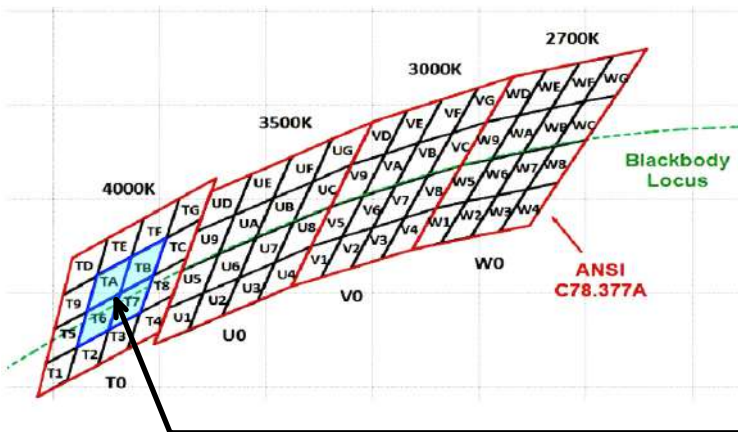 2700K
3000K
3500K
4000K
WD WE WF WG
W9 WA WB WC
W5 W6 W7 W8
W1 W2 W3 W4
W0
VD VE VF VG
V9 VA VB VC
V5 V6 V7 V8
V1 V2 V3 V4
V0
UD UE UF UG
U9 UA UB UC
U5 U6 U7 U8
U1 U2 U3 U4
U0
TD TE TF TG
T9 TA TB TC
T5 T6 T7 T8
T1 T2 T3 T4
T0
Blackbody
Locus
ANSI
C78.377A